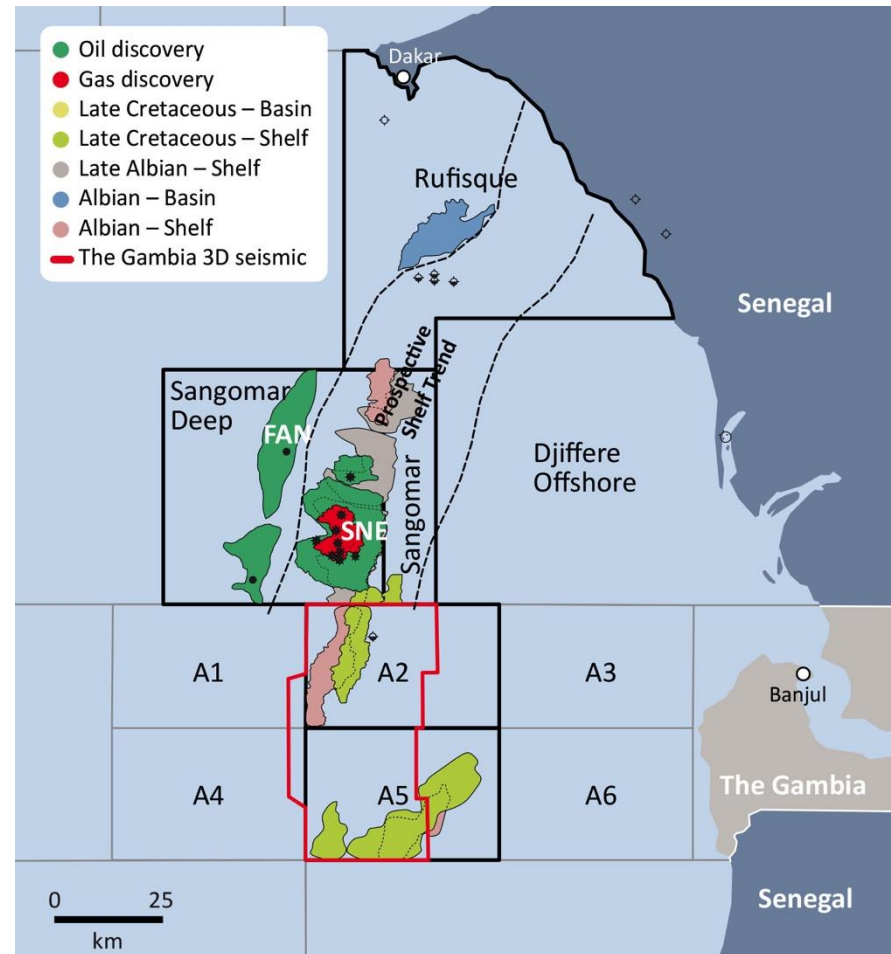 Oil discovery
Gas discovery
Late Cretaceous – Basin
Late Cretaceous – Shelf
Late Albian – Shelf
Albian – Basin
Albian – Shelf
The Gambia 3D seismic
Dakar
Rufisque
Senegal
Prospective
Shelf Trend
Sangomar
Deep
FAN
SNE
Sangomar
Djiffere
Offshore
A1
A2
A3
Banjul
The Gambia
A4
A5
A6
Senegal
0 25
km